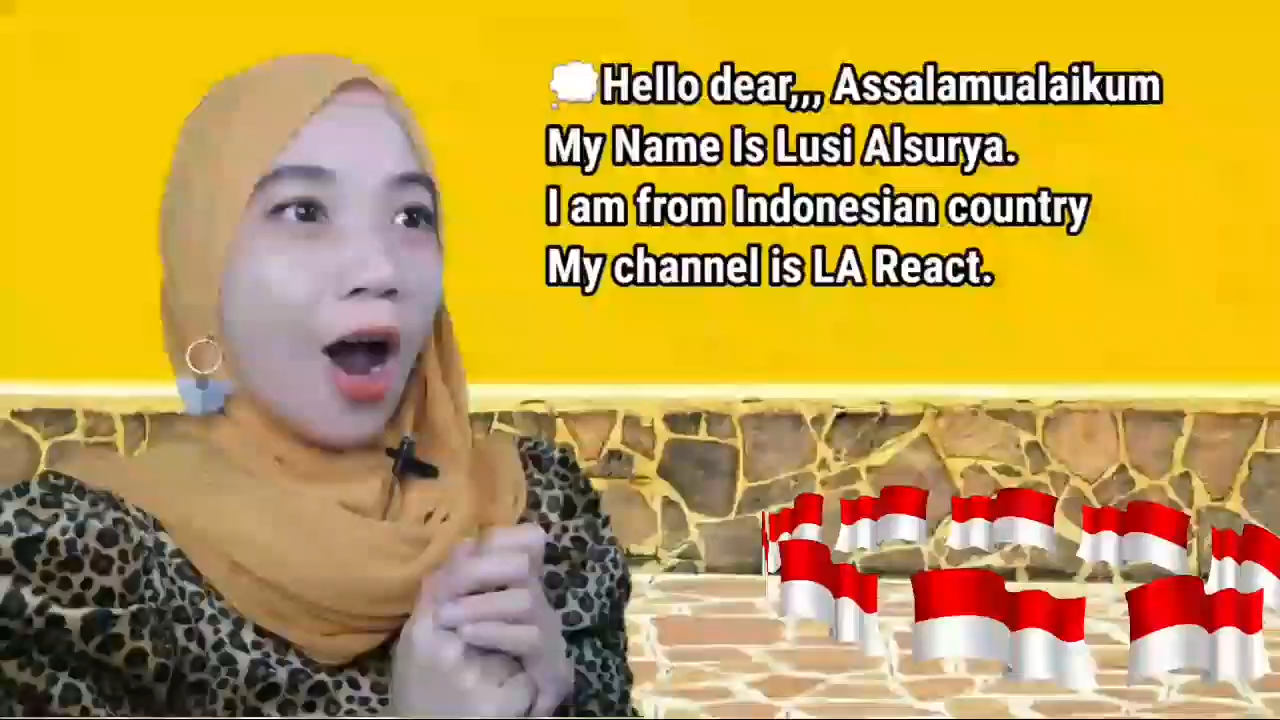 Hello dear,,, Assalamualaikum
My Name Is Lusi Alsurya.
I am from Indonesian country
My channel is LA React.